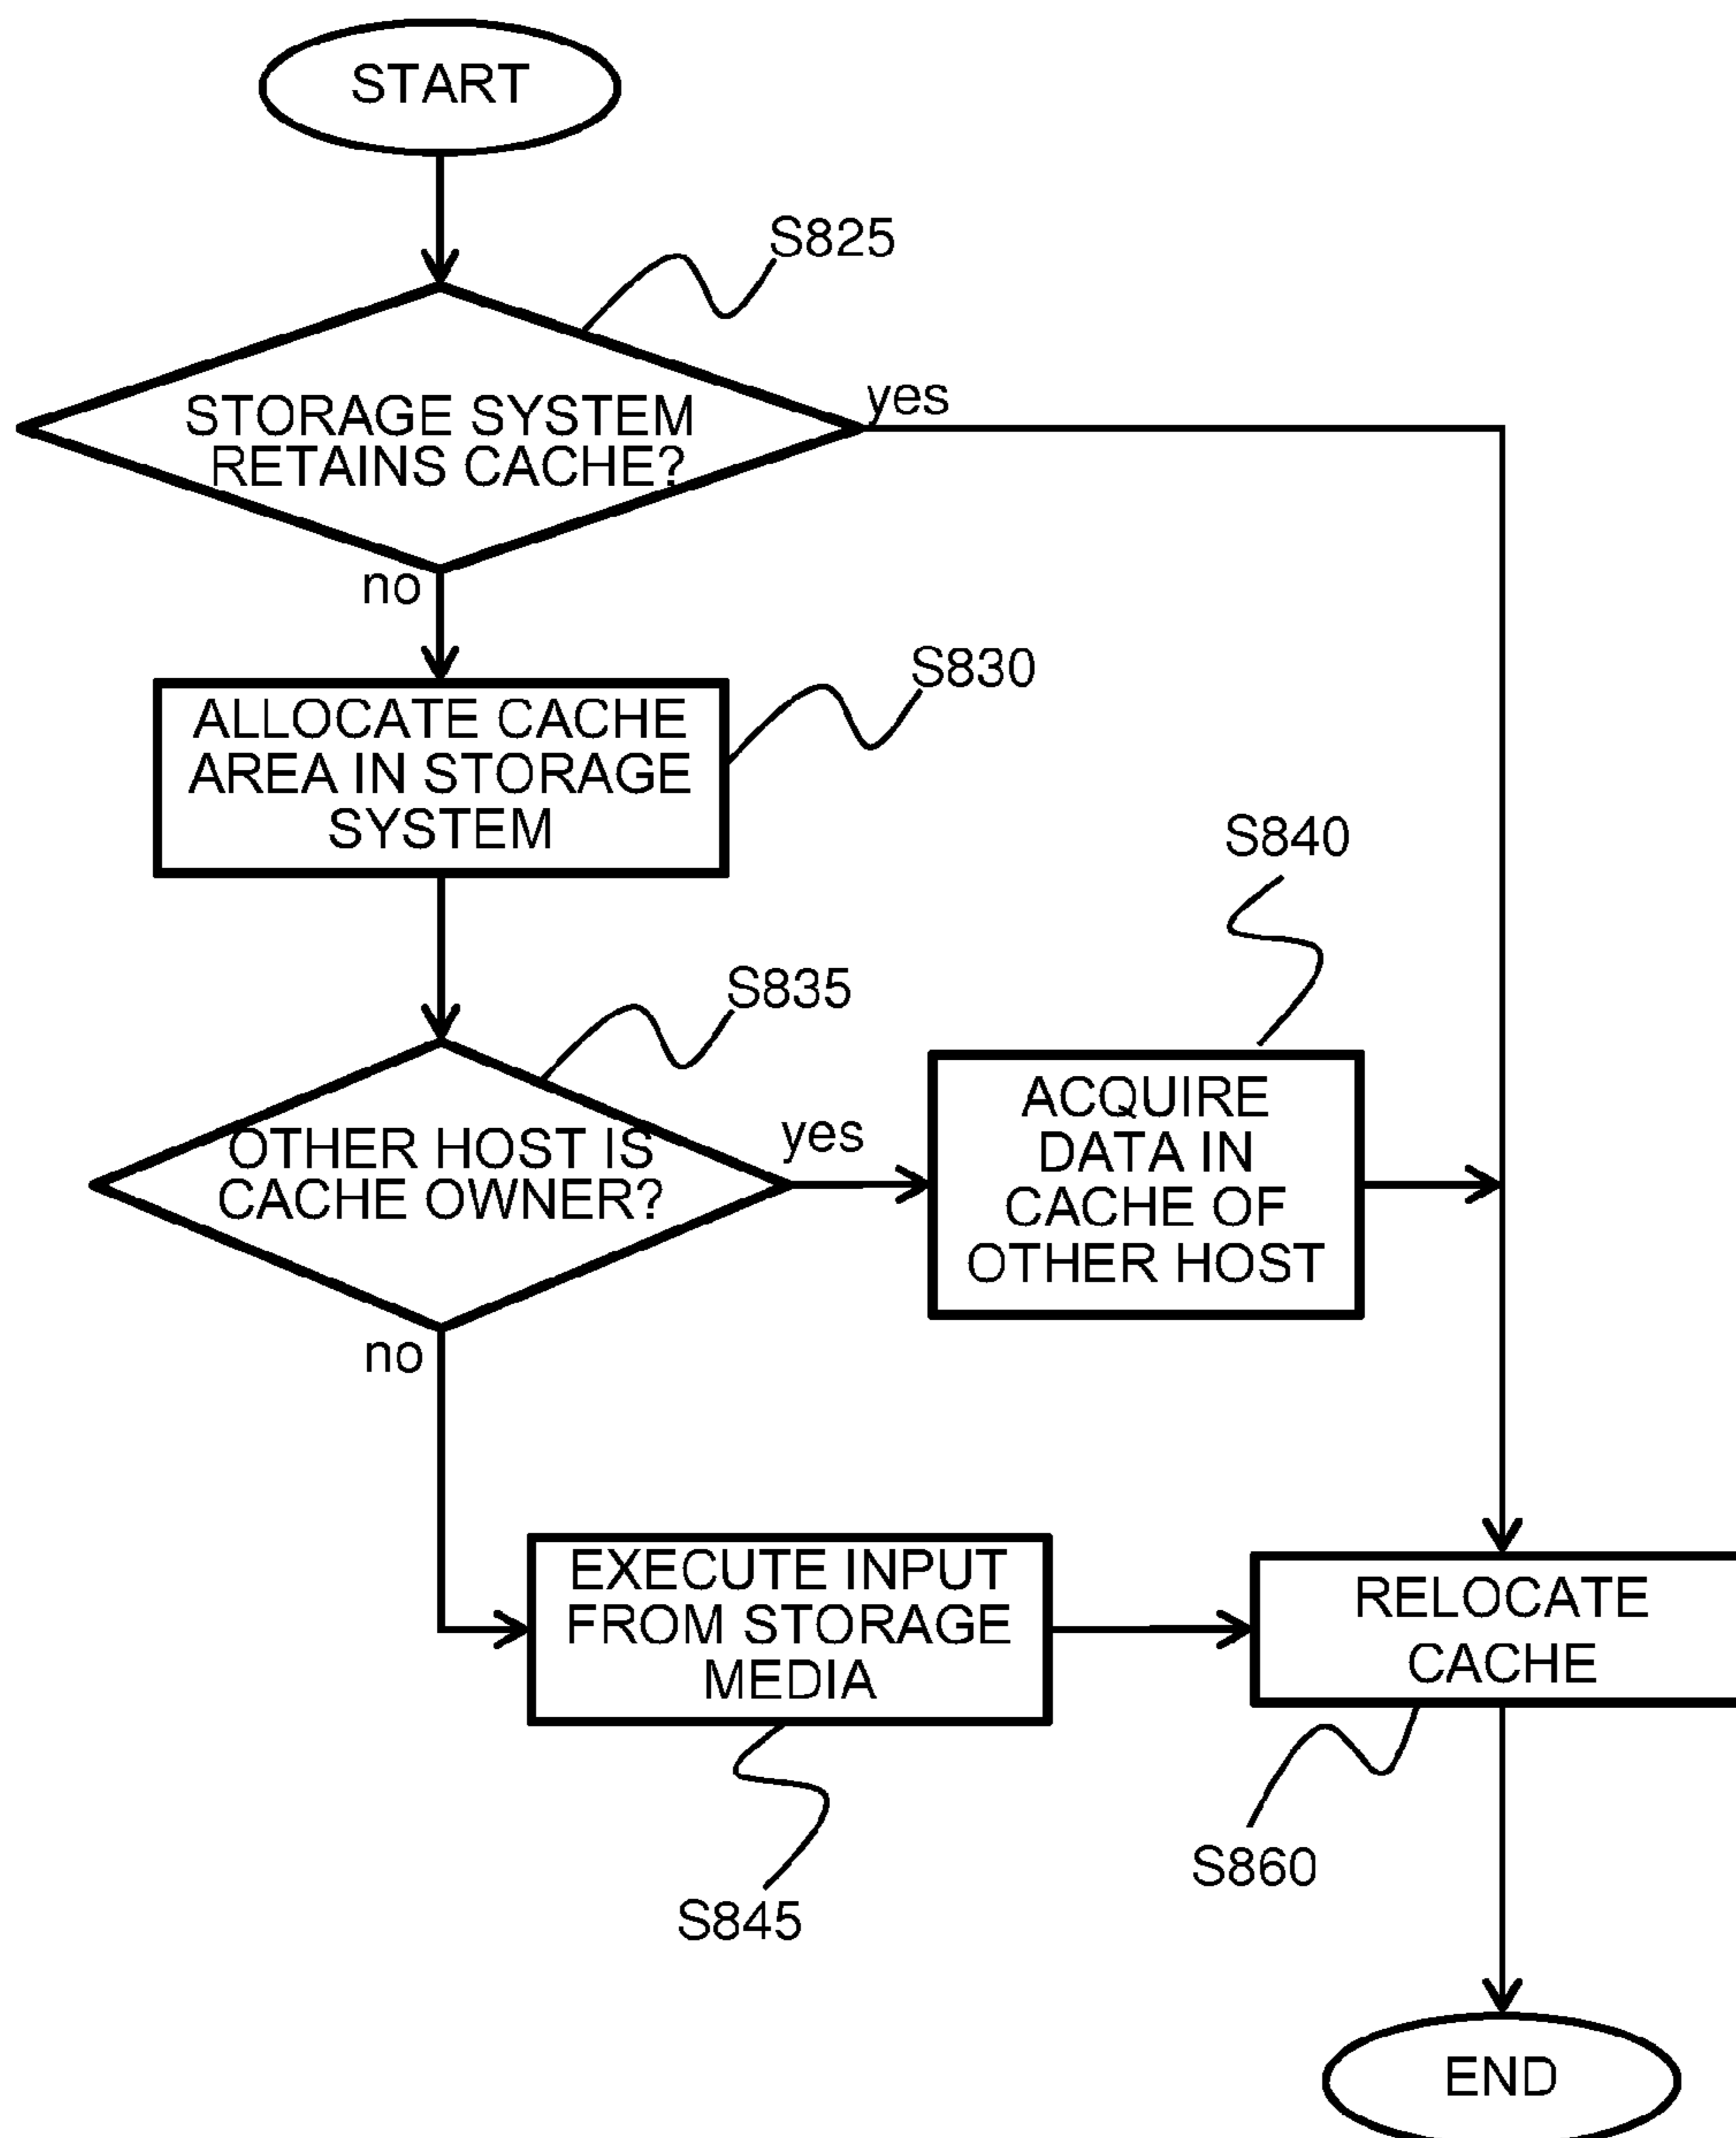 START
S825
STORAGE SYSTEM
RETAINS CACHE?
yes
no
S830
ALLOCATE CACHE
AREA IN STORAGE
SYSTEM
S840
S835
OTHER HOST IS
CACHE OWNER?
yes
ACQUIRE
DATA IN
CACHE OF
OTHER HOST
no
EXECUTE INPUT
FROM STORAGE
MEDIA
RELOCATE
CACHE
S845
S860
END